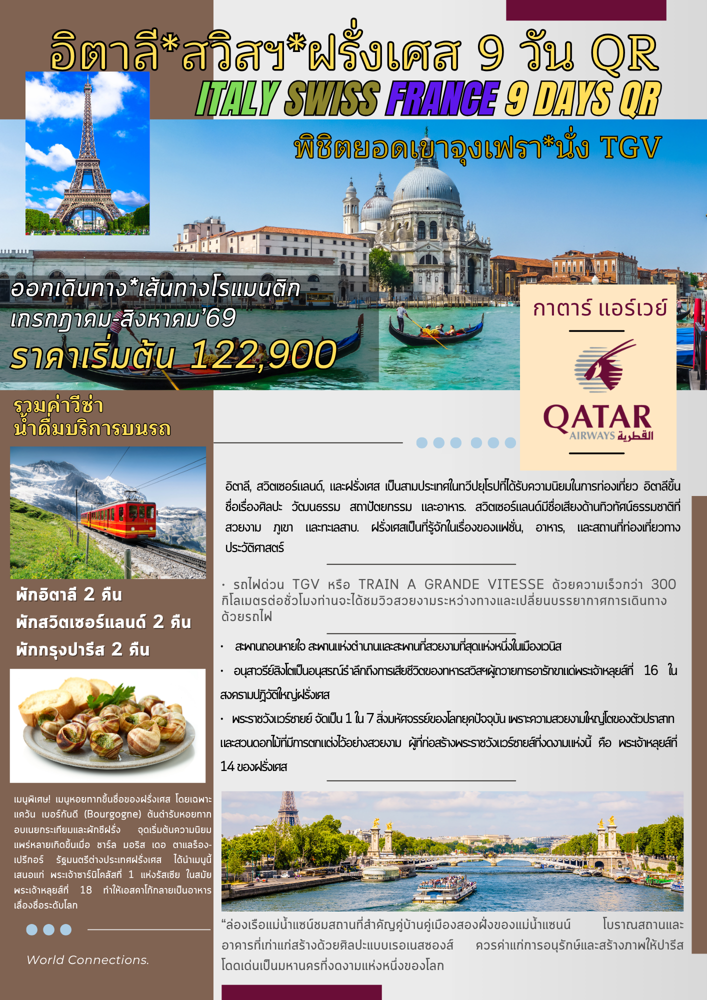 อิตาลี*สวิสฯ*ฝรั่งเศส 9 วัน QR
ITALY SWISS FRANCE 9 DAYS QR
พิชิตยอดเขาจุงเฟรา*นั่ง TGV
ออกเดินทาง*เส้นทางโรแมนติก
เกรกฎาคม-สิงหาคม’69
ราคาเริ่มต้น 122,900
กาตาร์ แอร์เวย์
QATAR
AIRWAYS القطرية
รวมค่าวีซ่า
น้ำดื่มบริการบนรถ
อิตาลี, สวิตเซอร์แลนด์, และฝรั่งเศส เป็นสามประเทศในทวีปยุโรปที่ได้รับความนิยมในการท่องเที่ยว อิตาลีขึ้น
ชื่อเรื่องศิลปะ วัฒนธรรม สถาปัตยกรรม และอาหาร. สวิตเซอร์แลนด์มีชื่อเสียงด้านทิวทัศน์ธรรมชาติที่
สวยงาม ภูเขา และทะเลสาบ. ฝรั่งเศสเป็นที่รู้จักในเรื่องของแฟชั่น, อาหาร, และสถานที่ท่องเที่ยวทาง
ประวัติศาสตร์
· รถไฟด่วน TGV หรือ TRAIN A GRANDE VITESSE ด้วยความเร็วกว่า 300
กิโลเมตรต่อชั่วโมงท่านจะได้ชมวิวสวยงามระหว่างทางและเปลี่ยนบรรยากาศการเดินทาง
ด้วยรถไฟ
· สะพานถอนหายใจ สะพานแห่งตำนานและสะพานที่สวยงามที่สุดแห่งหนึ่งในเมืองเวนิส
· อนุสาวรีย์สิงโตเป็นอนุสรณ์รำลึกถึงการเสียชีวิตของทหารสวิสฯผู้ถวายการอารักขาแด่พระเจ้าหลุยส์ที่ 16 ใน
สงครามปฎิวัติใหญ่ฝรั่งเศส
· พระราชวังแวร์ซายย์ จัดเป็น 1 ใน 7 สิ่งมหัศจรรย์ของโลกยุคปัจจุบัน เพราะความสวยงามใหญ่โตของตัวปราสาท
และสวนดอกไม้ที่มีการตกแต่งไว้อย่างสวยงาม ผู้ที่ก่อสร้างพระราชวังแวร์ซายส์ที่งดงามแห่งนี้ คือ พระเจ้าหลุยส์ที่
14 ของฝรั่งเศส
พักอิตาลี 2 คืน
พักสวิตเซอร์แลนด์ 2 คืน
พักกรุงปารีส 2 คืน
เมนูพิเศษ! เมนูหอยทากขึ้นชื่อของฝรั่งเศส โดยเฉพาะ
แคว้น เบอร์กันดี (Bourgogne) ต้นตำรับหอยทาก
อบเนยกระเทียมและผักชีฝรั่ง จุดเริ่มต้นความนิยม
แพร่หลายเกิดขึ้นเมื่อ ชาร์ล มอริส เดอ ตาแลร็อง-
เปรีกอร์ รัฐมนตรีต่างประเทศฝรั่งเศส ได้นำเมนูนี้
เสนอแก่ พระเจ้าซาร์นิโคลัสที่ 1 แห่งรัสเซีย ในสมัย
พระเจ้าหลุยส์ที่ 18 ทำให้เอสคาโก้กลายเป็นอาหาร
เลื่องชื่อระดับโลก
World Connections.
“ล่องเรือแม่น้ำแซน์ชมสถานที่สำคัญคู่บ้านคู่เมืองสองฝั่งของแม่น้ำแซนน์ โบราณสถานและ
อาคารที่เก่าแก่สร้างด้วยศิลปะแบบเรอเนสซองส์ ควรค่าแก่การอนุรักษ์และสร้างภาพให้ปารีส
โดดเด่นเป็นมหานครที่งดงามแห่งหนึ่งของโลก